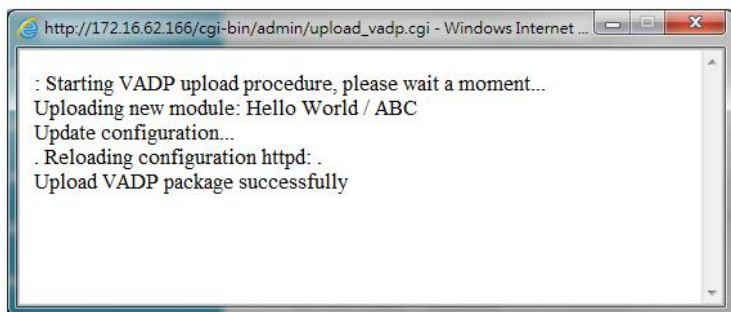 http://172.16.62.166/cgi-bin/admin/upload_vadp.cgi - Windows Internet ...
: Starting VADP upload procedure, please wait a moment...
Uploading new module: Hello World / ABC
Update configuration...
. Reloading configuration httpd: .
Upload VADP package successfully